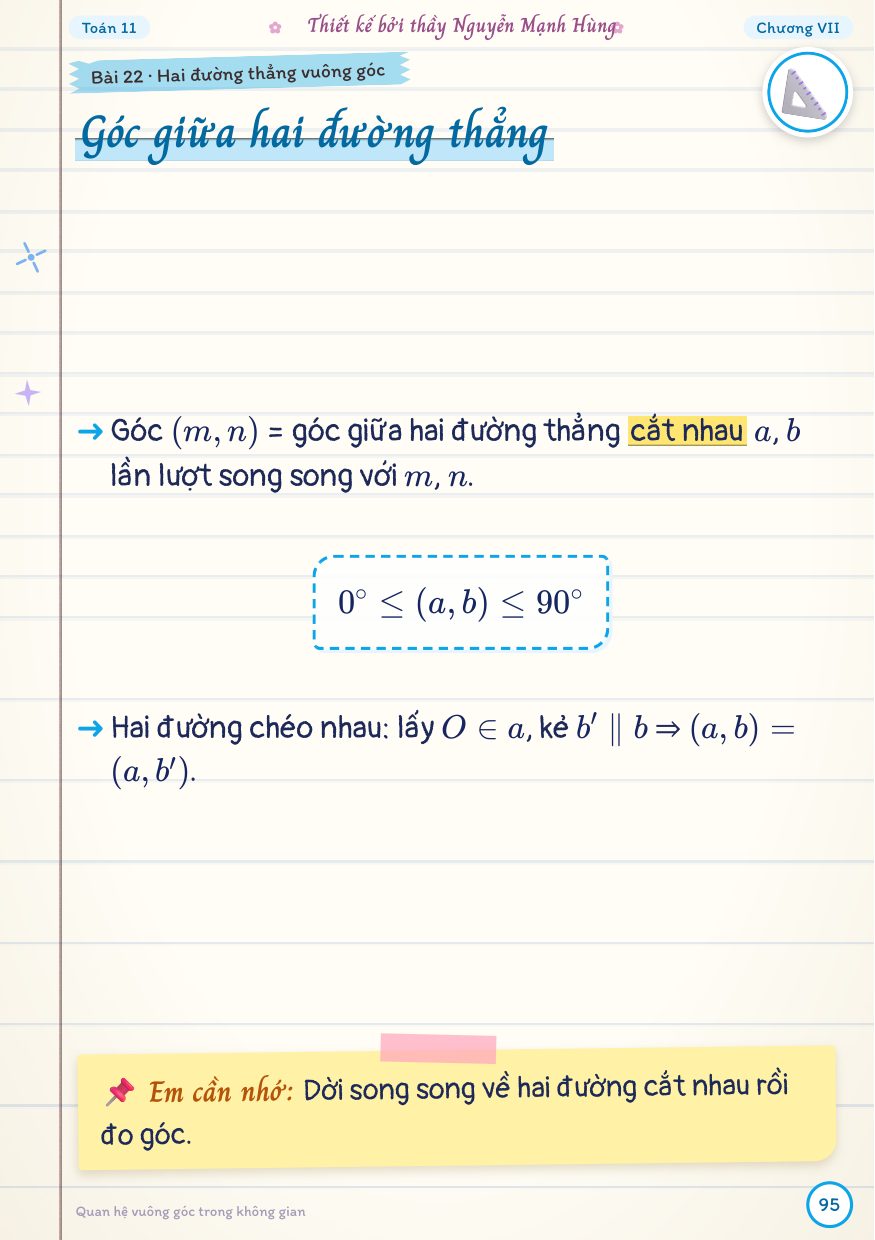 Toán 11
Thiết kế bởi thầy Nguyễn Mạnh Hùng
Chương VII
Bài 22 · Hai đường thẳng vuông góc
Góc giữa hai đường thẳng
→ Góc (m, n) = góc giữa hai đường thẳng cắt nhau a, b
lần lượt song song với m, n.
0° ≤ (a, b) ≤ 90°
→ Hai đường chéo nhau: lấy O ∈ a, kẻ b′ ∥ b ⇒ (a, b) =
(a, b′).
📌 Em cần nhớ: Dời song song về hai đường cắt nhau rồi
đo góc.
Quan hệ vuông góc trong không gian
95